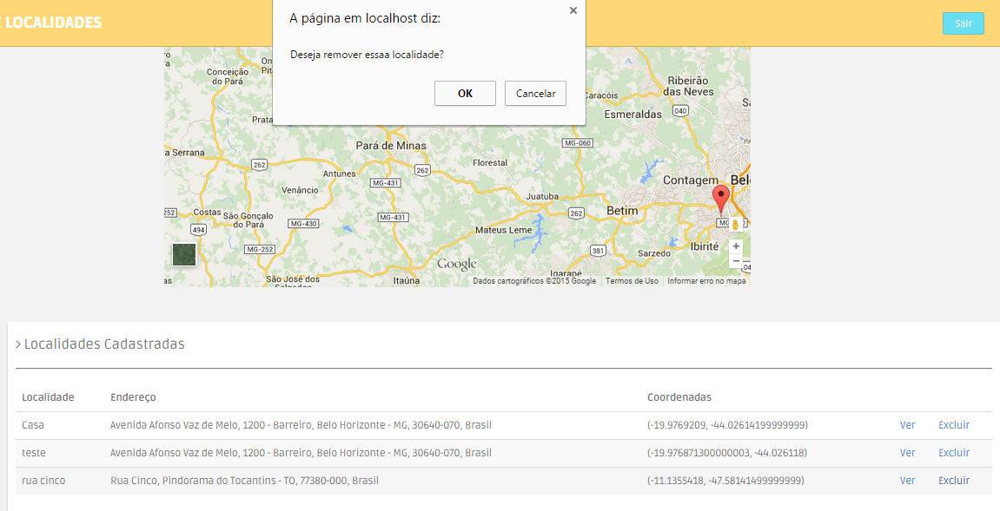 E LOCALIDADES
Sair
A página em localhost diz:
Deseja remover essaa localidade?
OK
Cancelar
Conceição
do Pará
Ribeirão
das Neves
Caracóis
Esmeraldas
040
Prata
MG-060
Pará de Minas
a Serrana
262
Florestal
Antunes
262
MG-431
Contagem
Venâncio
Juatuba
252
Costas
São Gonçalo
do Pará
MG-431
262
Betim
MG-430
494
Mateus Leme
MG-252
381
Sarzedo
Ibirité
+
Google
−
São José dos
Salgados
Itaúna
Igarapé
Dados cartográficos ©2015 Google
Termos de Uso
Informar erro no mapa
> Localidades Cadastradas
Localidade Endereço Coordenadas
Casa Avenida Afonso Vaz de Melo, 1200 - Barreiro, Belo Horizonte - MG, 30640-070, Brasil (-19.9769209, -44.02614199999999) Ver Excluir
teste Avenida Afonso Vaz de Melo, 1200 - Barreiro, Belo Horizonte - MG, 30640-070, Brasil (-19.976871300000003, -44.026118) Ver Excluir
rua cinco Rua Cinco, Pindorama do Tocantins - TO, 77380-000, Brasil (-11.1355418, -47.58141499999999) Ver Excluir